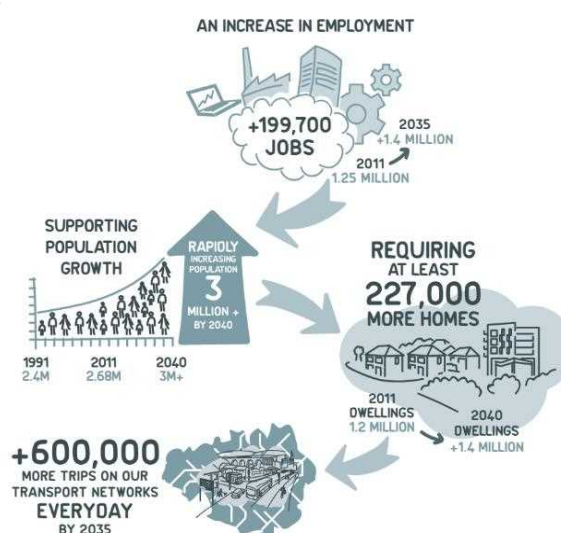 AN INCREASE IN EMPLOYMENT
+199,700
JOBS
2035
+1.4 MILLION
2011
1.25 MILLION
SUPPORTING
POPULATION
GROWTH
RAPIDLY
INCREASING
POPULATION
3
MILLION +
BY 2040
1991
2.4M
2011
2.68M
2040
3M+
REQUIRING
AT LEAST
227,000
MORE HOMES
2011
DWELLINGS
1.2 MILLION
2040
DWELLINGS
+1.4 MILLION
+600,000
MORE TRIPS ON OUR
TRANSPORT NETWORKS
EVERYDAY
BY 2035